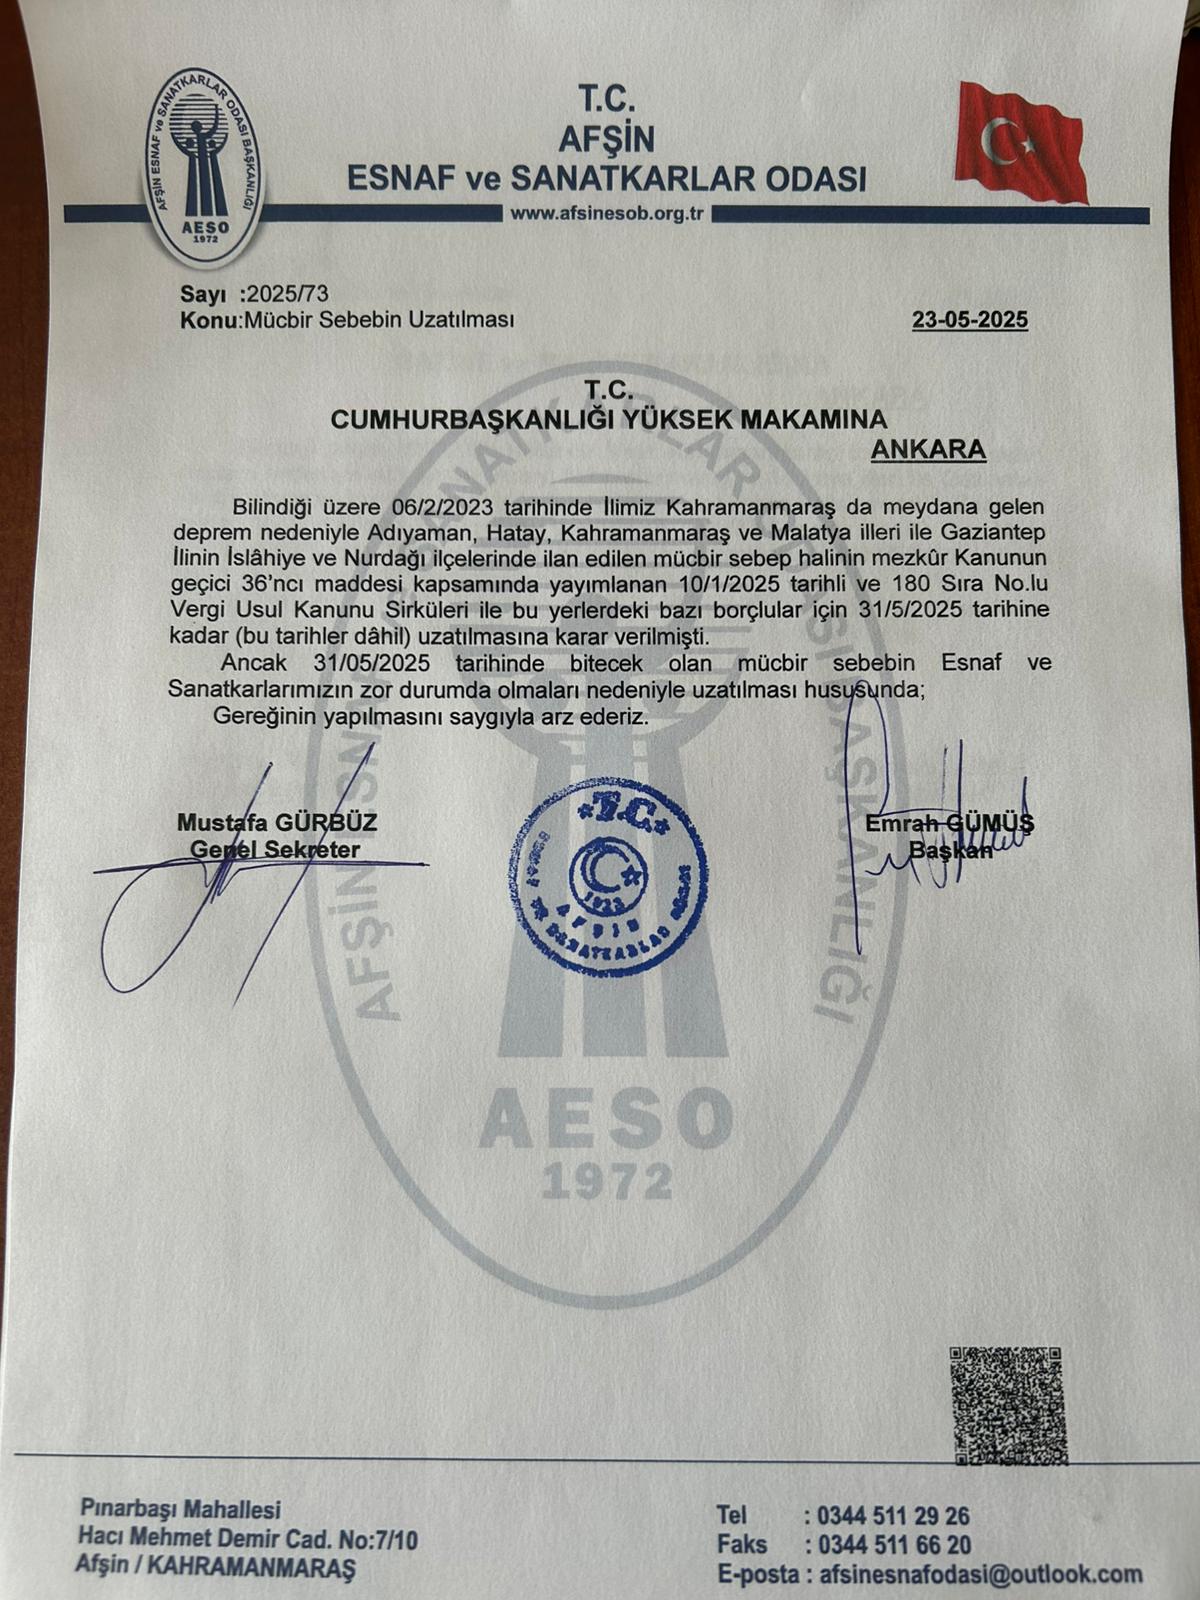 AFŞİN ESNAF ve SANATKARLAR ODASI BAŞKANLIĞI
AESO
1972
T.C.
AFŞİN
ESNAF ve SANATKARLAR ODASI
www.afsinesob.org.tr
Sayı :2025/73
Konu:Mücbir Sebebin Uzatılması
23-05-2025
T.C.
CUMHURBAŞKANLIĞI YÜKSEK MAKAMINA
ANKARA
Bilindiği üzere 06/2/2023 tarihinde İlimiz Kahramanmaraş da meydana gelen
deprem nedeniyle Adıyaman, Hatay, Kahramanmaraş ve Malatya illeri ile Gaziantep
İlinin İslâhiye ve Nurdağı ilçelerinde ilan edilen mücbir sebep halinin mezkûr Kanunun
geçici 36'ncı maddesi kapsamında yayımlanan 10/1/2025 tarihli ve 180 Sıra No.lu
Vergi Usul Kanunu Sirküleri ile bu yerlerdeki bazı borçlular için 31/5/2025 tarihine
kadar (bu tarihler dâhil) uzatılmasına karar verilmişti.
Ancak 31/05/2025 tarihinde bitecek olan mücbir sebebin Esnaf ve
Sanatkarlarımızın zor durumda olmaları nedeniyle uzatılması hususunda;
Gereğinin yapılmasını saygıyla arz ederiz.
Mustafa GÜRBÜZ
Genel Sekreter
T.C.
1923
AFŞİN
Emrah GÜMÜŞ
Başkan
AFŞİN ESNAF ve SANATKARLAR ODASI BAŞKANLIĞI
AESO
1972
Pınarbaşı Mahallesi
Hacı Mehmet Demir Cad. No:7/10
Afşin / KAHRAMANMARAŞ
Tel : 0344 511 29 26
Faks : 0344 511 66 20
E-posta : afsinesnafodasi@outlook.com